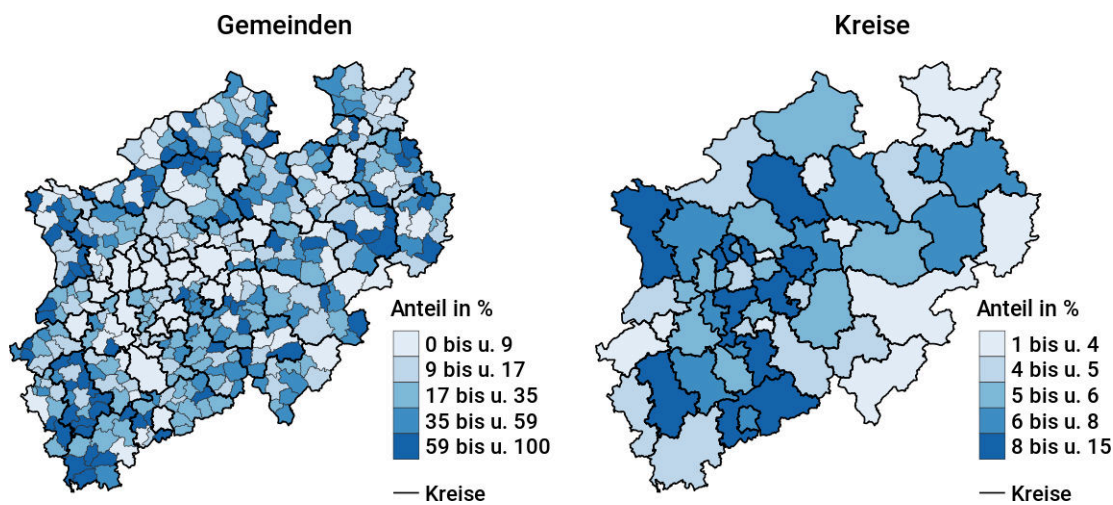 Gemeinden
Anteil in %
0 bis u. 9
9 bis u. 17
17 bis u. 35
35 bis u. 59
59 bis u. 100
Kreise
Kreise
Anteil in %
1 bis u. 4
4 bis u. 5
5 bis u. 6
6 bis u. 8
8 bis u. 15
Kreise